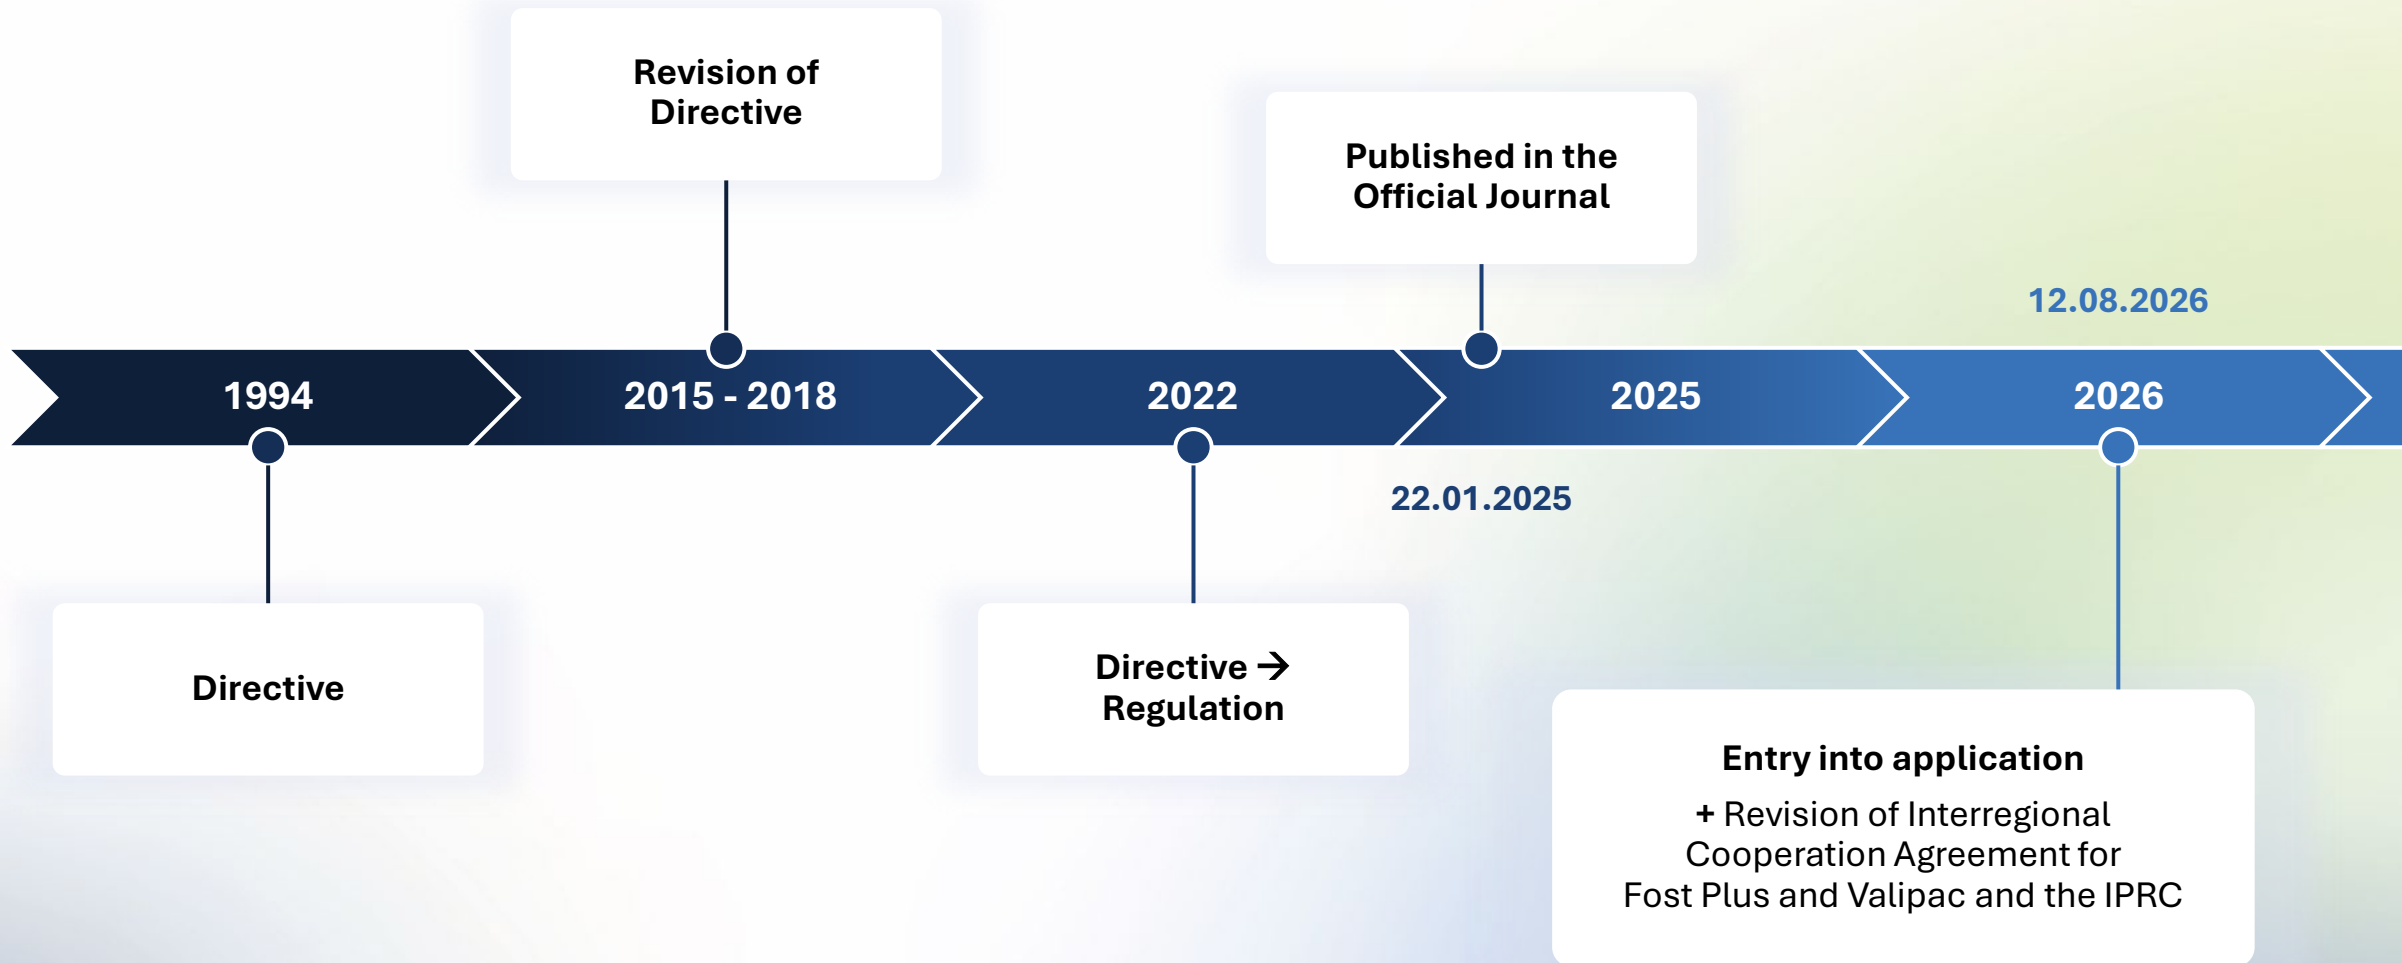 Revision of
Directive
Published in the
Official Journal
12.08.2026
1994
2015 - 2018
2022
2025
2026
22.01.2025
Directive
Directive →
Regulation
Entry into application
+ Revision of Interregional
Cooperation Agreement for
Fost Plus and Valipac and the IPRC